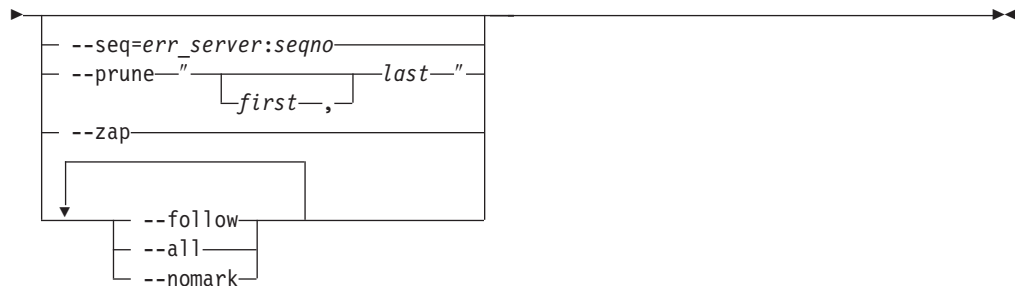 --seq=err_server:seqno
--prune " last "
first ,
--zap
--follow
--all
--nomark